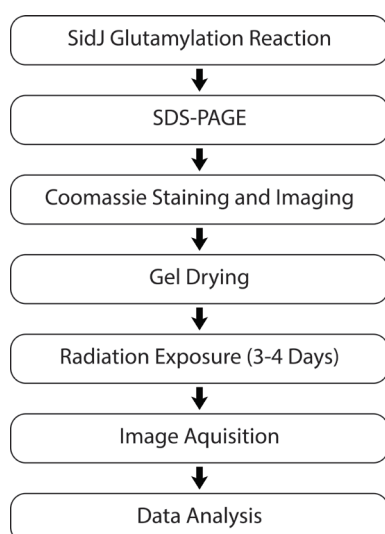 SidJ Glutamylation Reaction
SDS-PAGE
Coomassie Staining and Imaging
Gel Drying
Radiation Exposure (3-4 Days)
Image Aquisition
Data Analysis